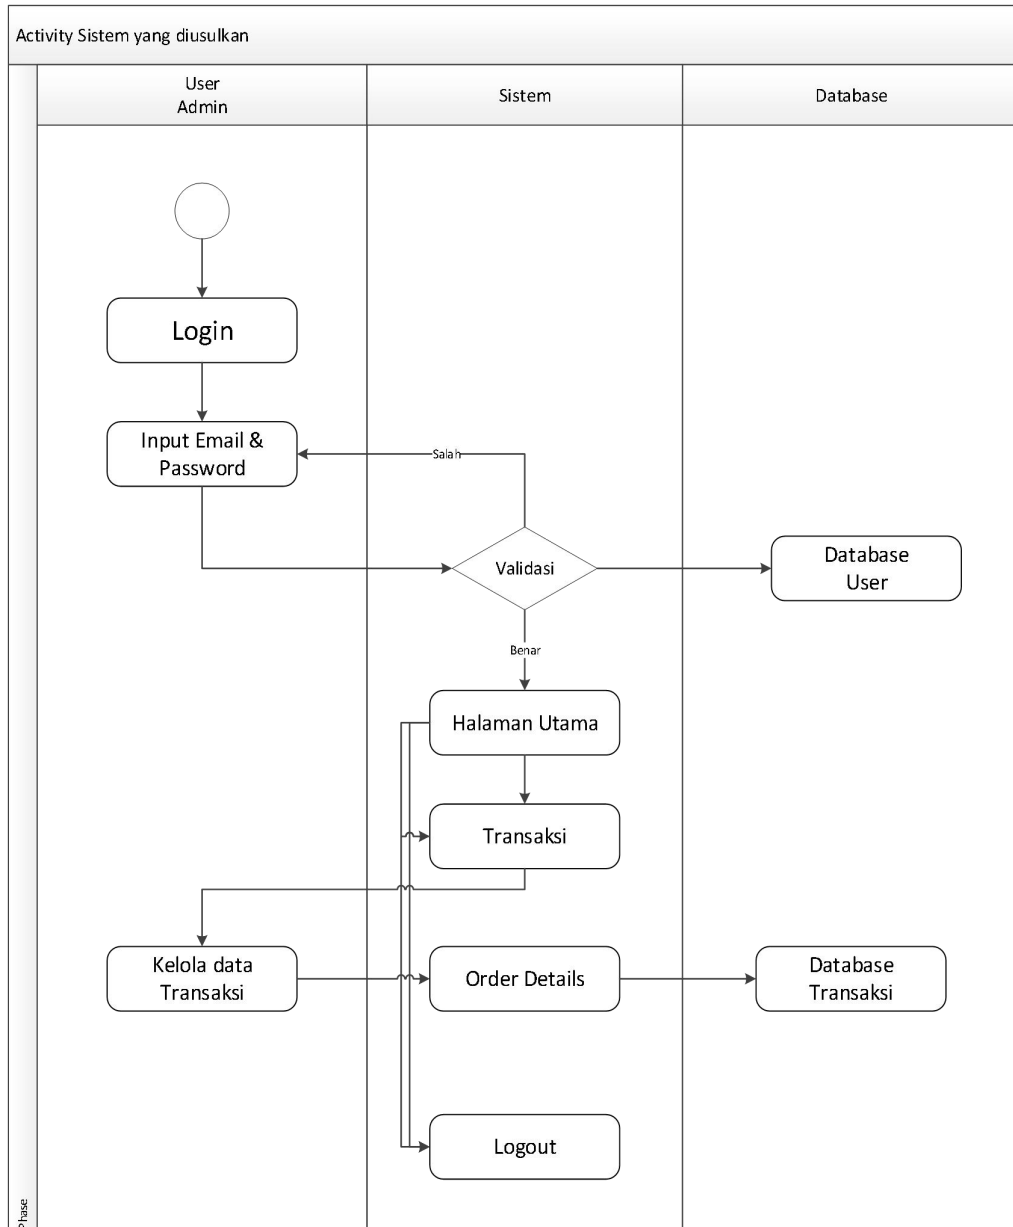 Activity Sistem yang diusulkan
User
Admin
Sistem
Database
Login
Input Email &
Password
Salah
Validasi
Database
User
Benar
Halaman Utama
Transaksi
Kelola data
Transaksi
Order Details
Database
Transaksi
Logout
Phase